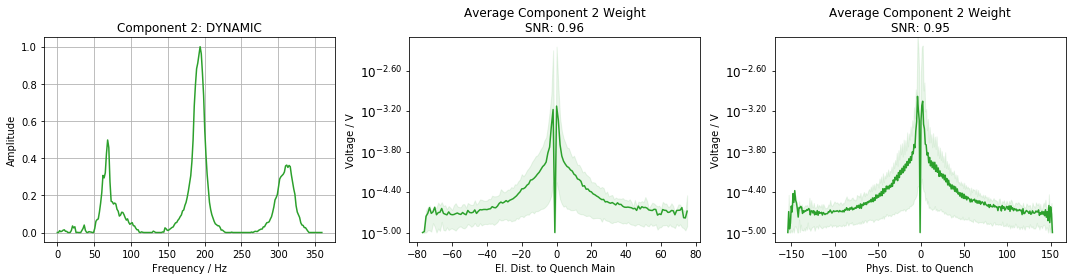 Component 2: DYNAMIC
1.0
0.8
0.6
0.4
0.2
0.0
Amplitude
0 50 100 150 200 250 300 350
Frequency / Hz
Average Component 2 Weight
SNR: 0.96
10^−2.60
10^−3.20
10^−3.80
10^−4.40
10^−5.00
Voltage / V
−80 −60 −40 −20 0 20 40 60 80
El. Dist. to Quench Main
Average Component 2 Weight
SNR: 0.95
10^−2.60
10^−3.20
10^−3.80
10^−4.40
10^−5.00
Voltage / V
−150 −100 −50 0 50 100 150
Phys. Dist. to Quench